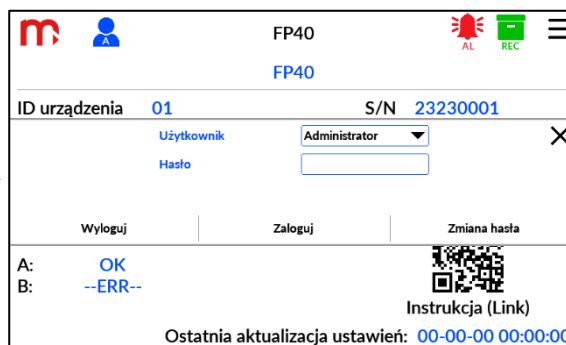 m A FP40 AL REC
FP40
ID urządzenia 01 S/N 23230001
Użytkownik Administrator
Hasło
Wyloguj Zaloguj Zmiana hasła
A: OK
B: --ERR--
Instrukcja (Link)
Ostatnia aktualizacja ustawień: 00-00-00 00:00:00